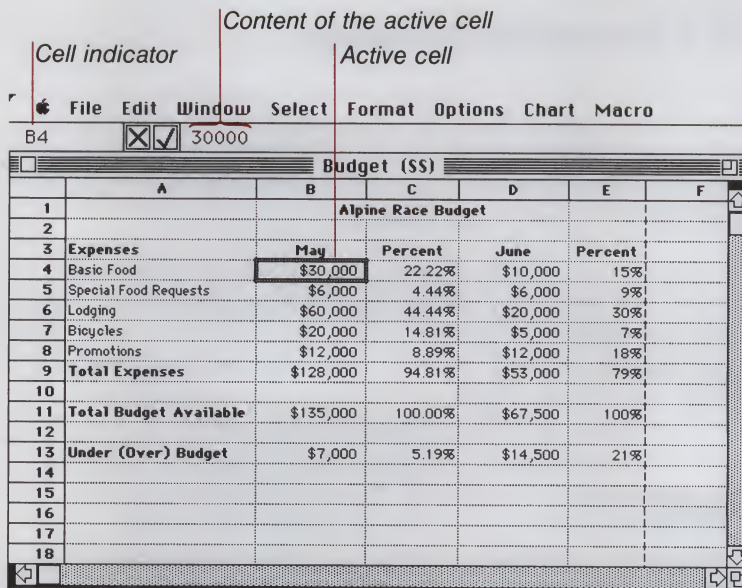 Content of the active cell
Cell indicator
Active cell
File Edit Window Select Format Options Chart Macro
B4 30000
Budget (SS)
A B C D E F
1 Alpine Race Budget
2
3 Expenses May Percent June Percent
4 Basic Food $30,000 22.22% $10,000 15%
5 Special Food Requests $6,000 4.44% $6,000 9%
6 Lodging $60,000 44.44% $20,000 30%
7 Bicycles $20,000 14.81% $5,000 7%
8 Promotions $12,000 8.89% $12,000 18%
9 Total Expenses $128,000 94.81% $53,000 79%
10
11 Total Budget Available $135,000 100.00% $67,500 100%
12
13 Under (Over) Budget $7,000 5.19% $14,500 21%
14
15
16
17
18